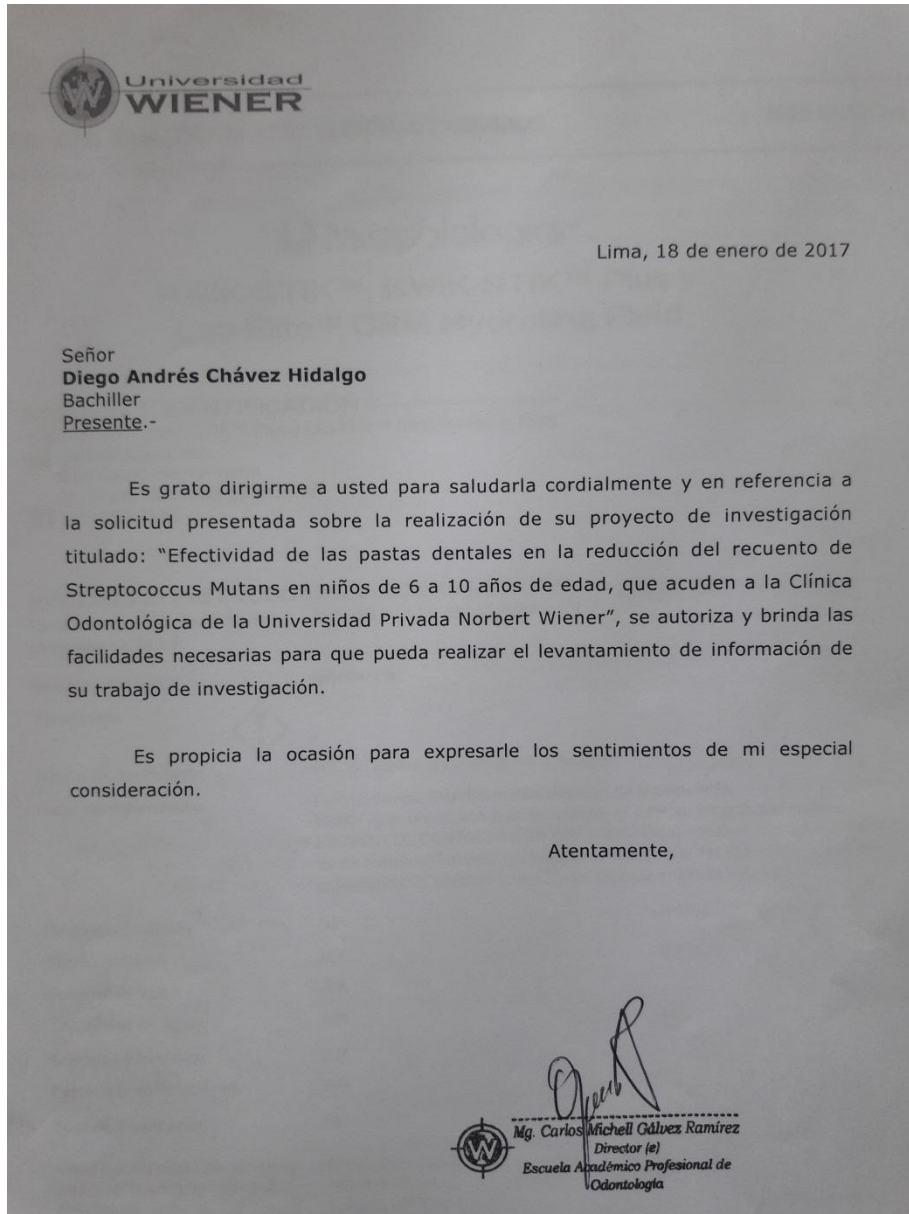 Universidad
WIENER
Lima, 18 de enero de 2017
Señor
Diego Andrés Chávez Hidalgo
Bachiller
Presente.-
Es grato dirigirme a usted para saludarla cordialmente y en referencia a
la solicitud presentada sobre la realización de su proyecto de investigación
titulado: “Efectividad de las pastas dentales en la reducción del recuento de
Streptococcus Mutans en niños de 6 a 10 años de edad, que acuden a la Clínica
Odontológica de la Universidad Privada Norbert Wiener”, se autoriza y brinda las
facilidades necesarias para que pueda realizar el levantamiento de información de
su trabajo de investigación.
Es propicia la ocasión para expresarle los sentimientos de mi especial
consideración.
Atentamente,
Mg. Carlos Michell Gálvez Ramírez
Director (e)
Escuela Académico Profesional de
Odontología